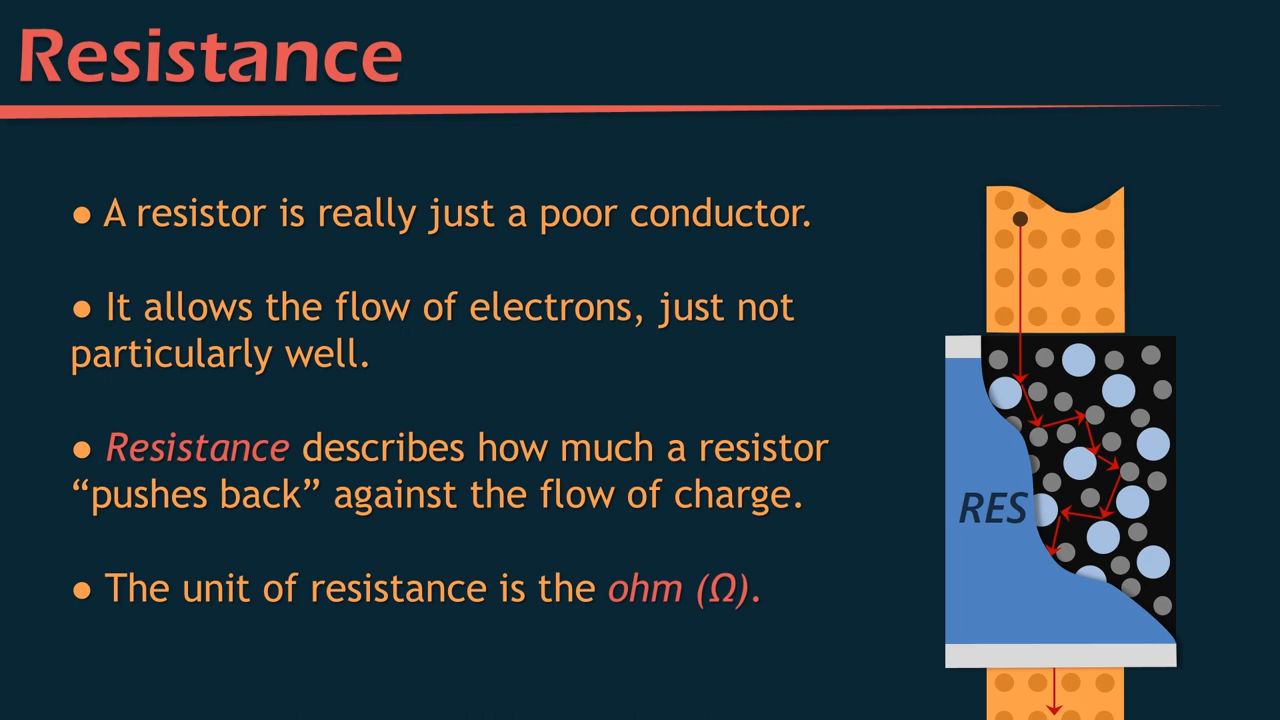 Resistance
● A resistor is really just a poor conductor.
● It allows the flow of electrons, just not
particularly well.
● Resistance describes how much a resistor
“pushes back” against the flow of charge.
● The unit of resistance is the ohm (Ω).
RES